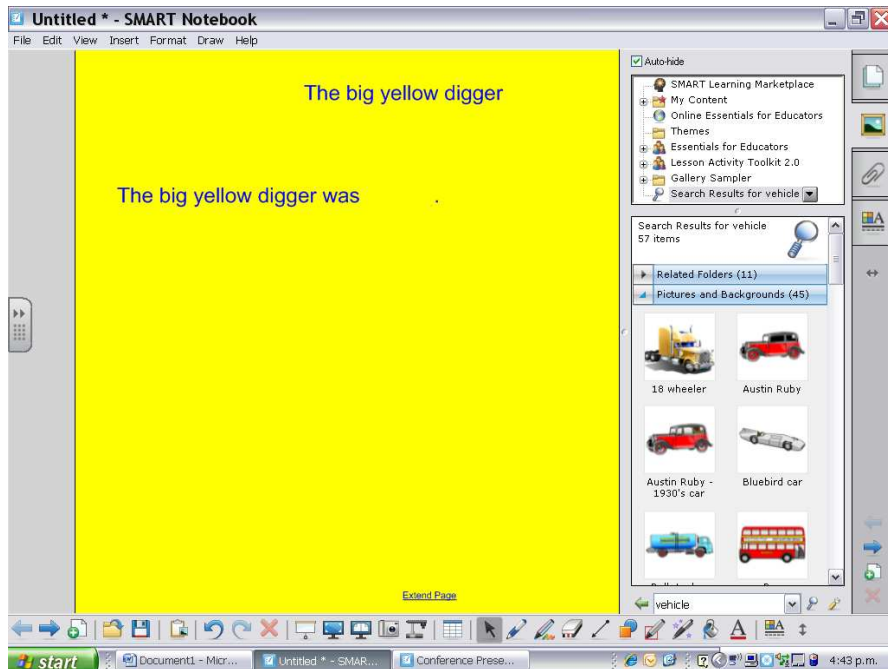 Untitled * - SMART Notebook
File Edit View Insert Format Draw Help
The big yellow digger
The big yellow digger was .
Extend Page
Auto-hide
SMART Learning Marketplace
My Content
Online Essentials for Educators
Themes
Essentials for Educators
Lesson Activity Toolkit 2.0
Gallery Sampler
Search Results for vehicle
Search Results for vehicle
57 items
Related Folders (11)
Pictures and Backgrounds (45)
18 wheeler
Austin Ruby
Austin Ruby -
1930's car
Bluebird car
vehicle
start
Document1 - Micr...
Untitled * - SMAR...
Conference Prese...
4:43 p.m.